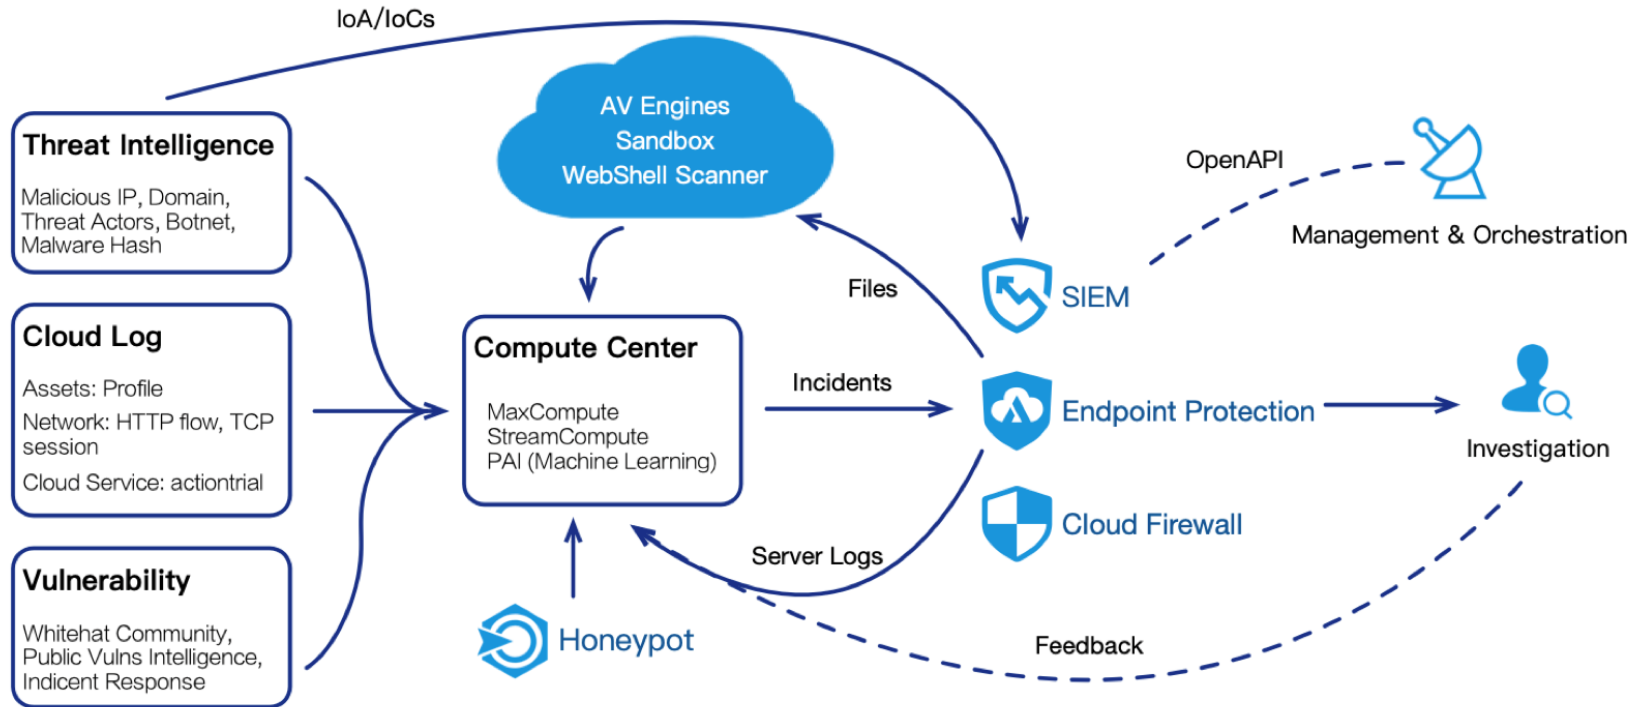 IoA/IoCs
Threat Intelligence
Malicious IP, Domain,
Threat Actors, Botnet,
Malware Hash
Cloud Log
Assets: Profile
Network: HTTP flow, TCP
session
Cloud Service: actiontrial
Vulnerability
Whitehat Community,
Public Vulns Intelligence,
Indicent Response
AV Engines
Sandbox
WebShell Scanner
Compute Center
MaxCompute
StreamCompute
PAI (Machine Learning)
Honeypot
Files
Incidents
Server Logs
SIEM
Endpoint Protection
Cloud Firewall
OpenAPI
Management & Orchestration
Investigation
Feedback